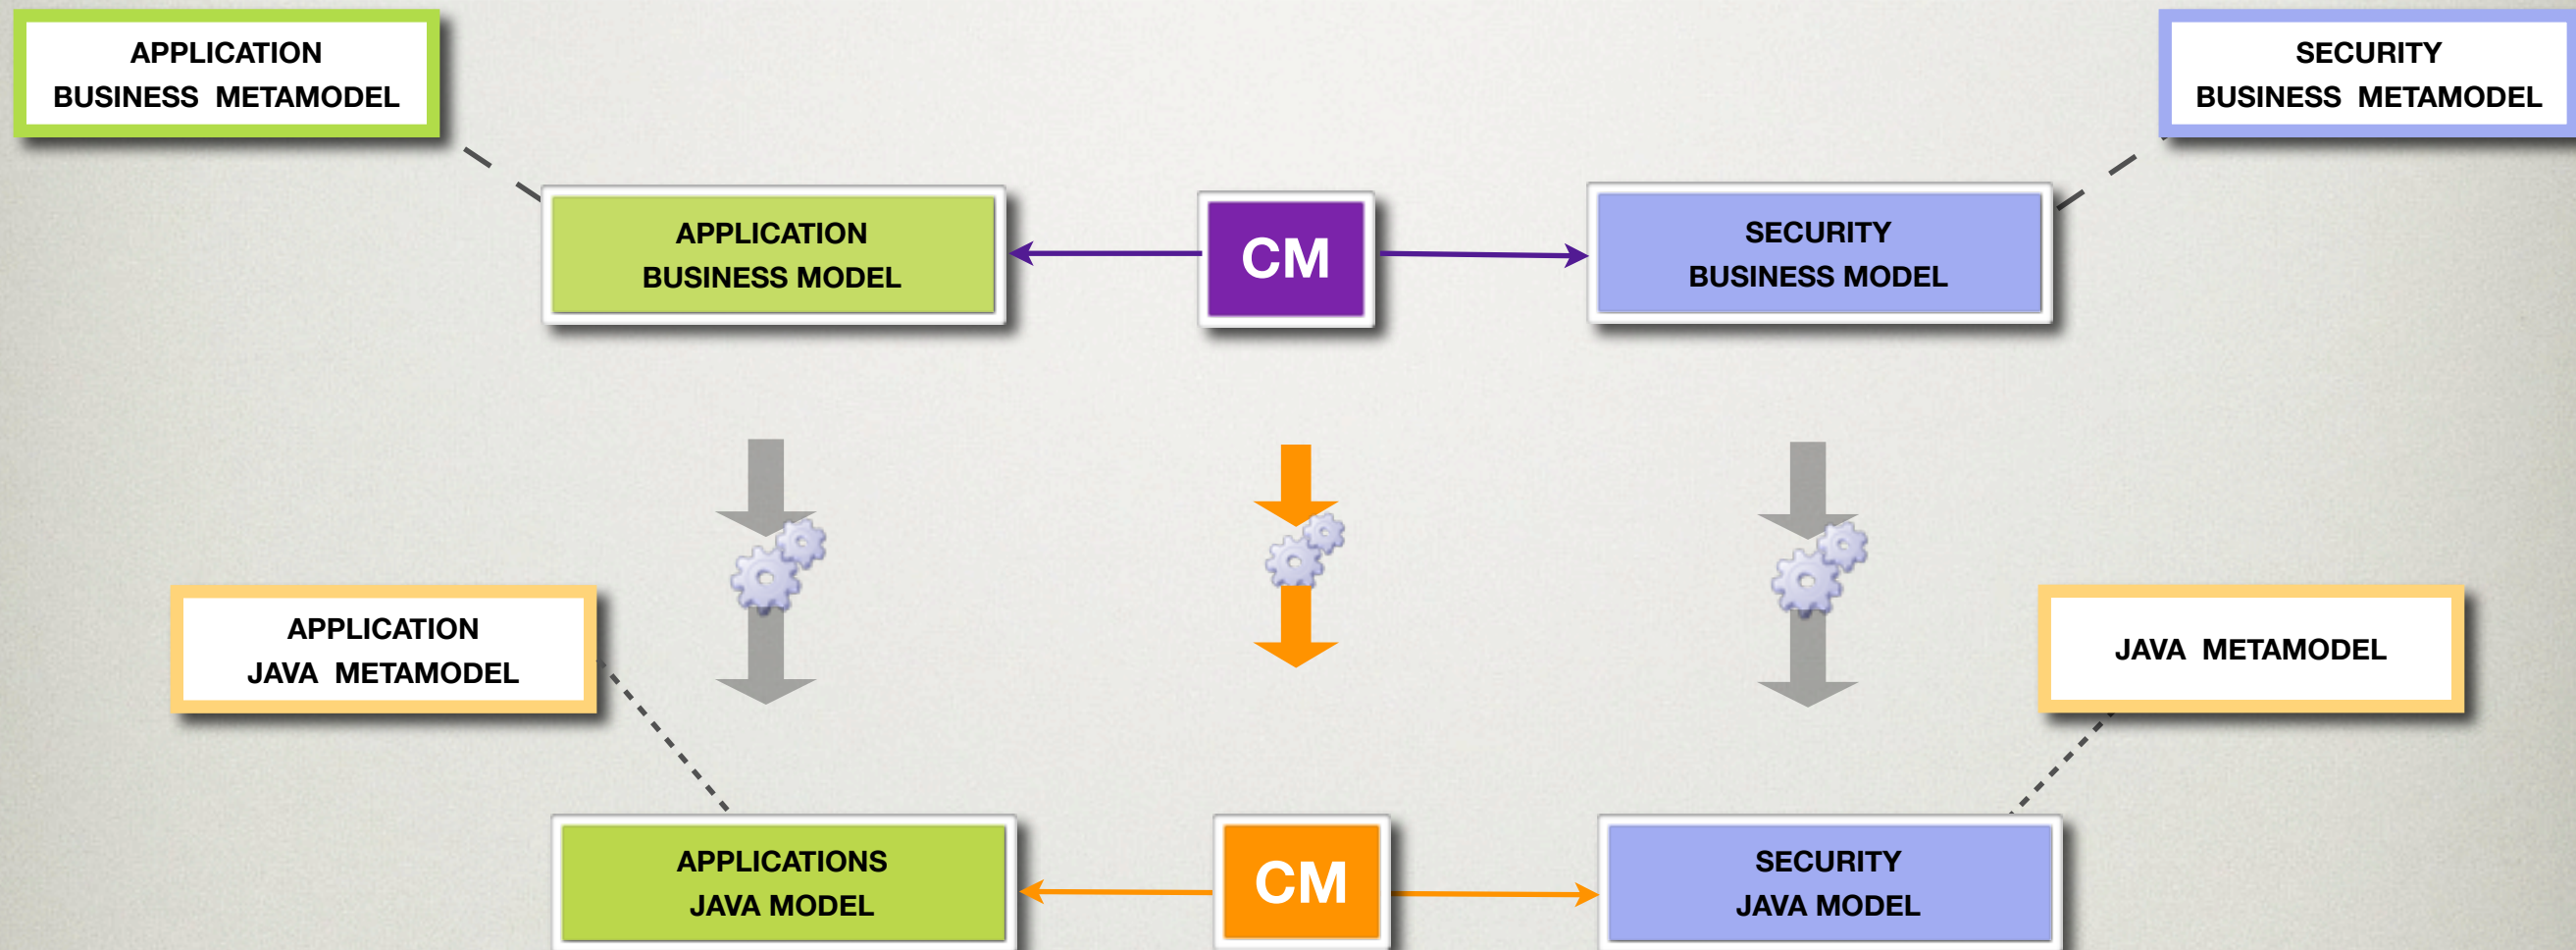 APPLICATION
BUSINESS METAMODEL
SECURITY
BUSINESS METAMODEL
APPLICATION
BUSINESS MODEL
CM
SECURITY
BUSINESS MODEL
APPLICATION
JAVA METAMODEL
JAVA METAMODEL
APPLICATIONS
JAVA MODEL
CM
SECURITY
JAVA MODEL